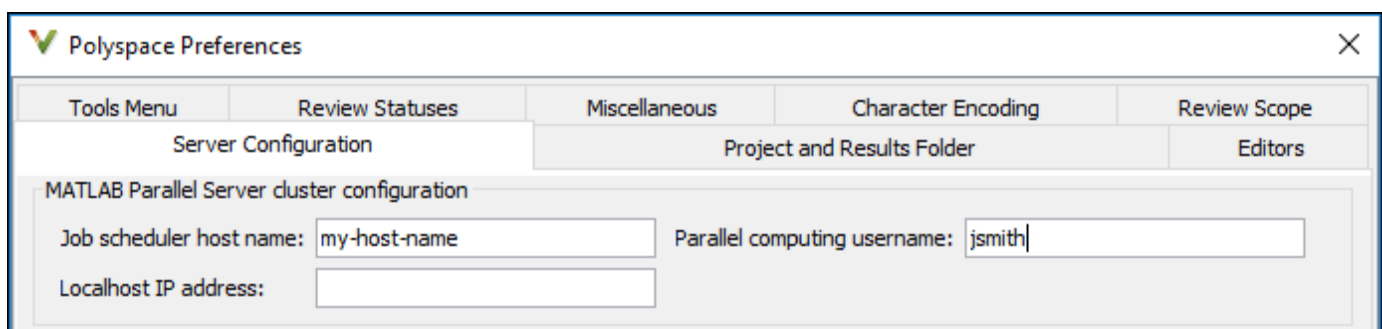 Polyspace Preferences
Tools Menu Review Statuses Miscellaneous Character Encoding Review Scope
Server Configuration Project and Results Folder Editors
MATLAB Parallel Server cluster configuration
Job scheduler host name: my-host-name Parallel computing username: jsmith
Localhost IP address: